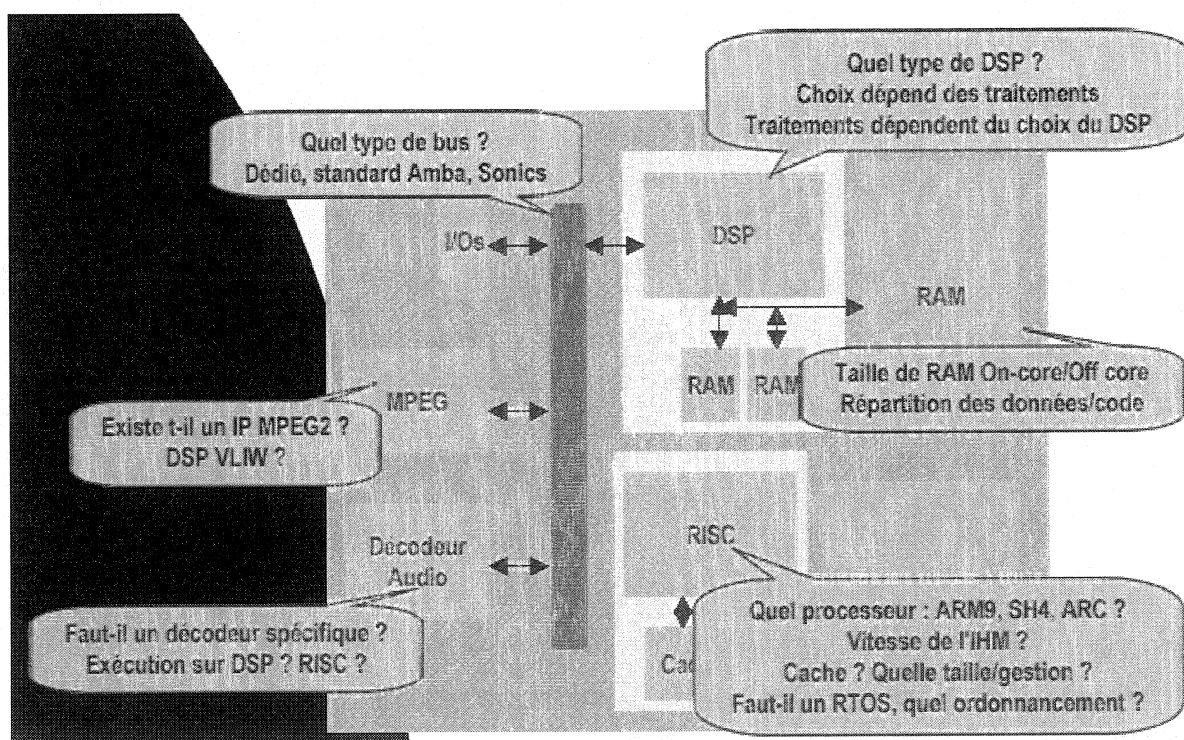 Quel type de DSP ?
Choix dépend des traitements
Traitements dépendent du choix du DSP
Quel type de bus ?
Dédié, standard Amba, Sonics
I/Os
DSP
RAM
RAM
RAM
Taille de RAM On-core/Off core
Répartition des données/code
MPEG
Existe t-il un IP MPEG2 ?
DSP VLIW ?
RISC
Décodeur
Audio
Faut-il un décodeur spécifique ?
Exécution sur DSP ? RISC ?
Quel processeur : ARM9, SH4, ARC ?
Vitesse de l'IHM ?
Cache ? Quelle taille/gestion ?
Faut-il un RTOS, quel ordonnancement ?